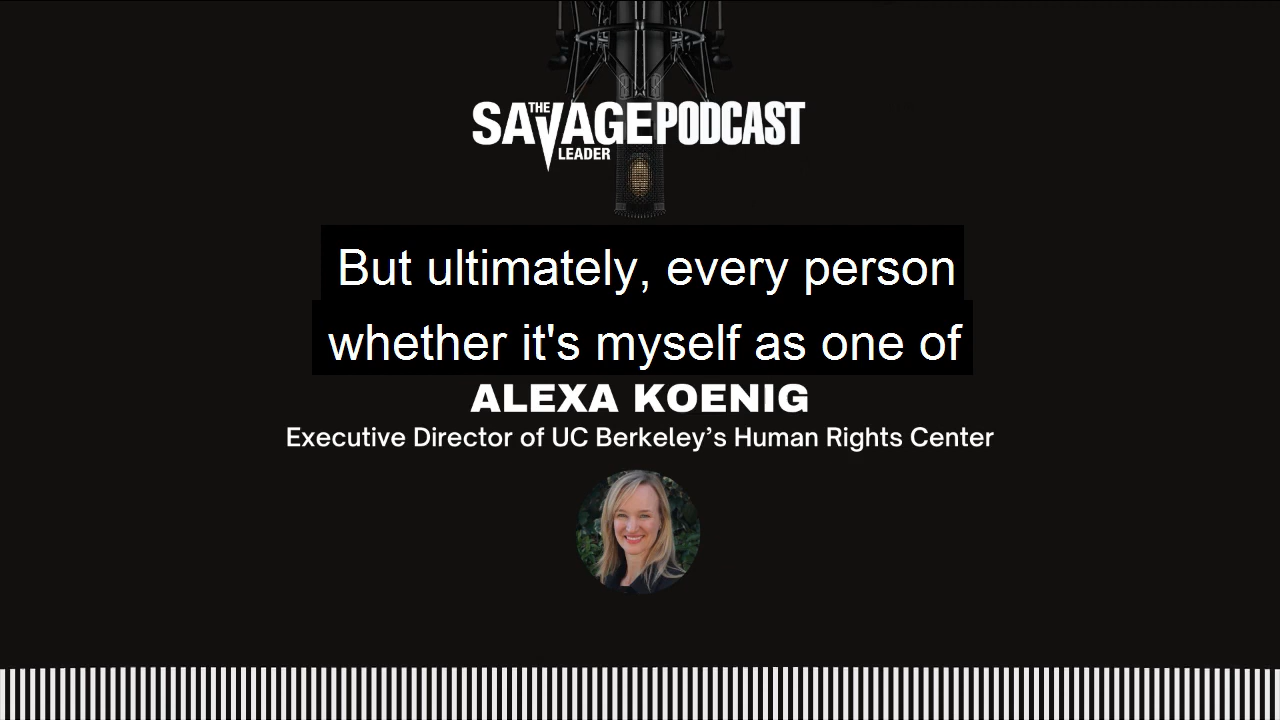 THE SAVAGE PODCAST
LEADER
But ultimately, every person
whether it's myself as one of
ALEXA KOENIG
Executive Director of UC Berkeley’s Human Rights Center